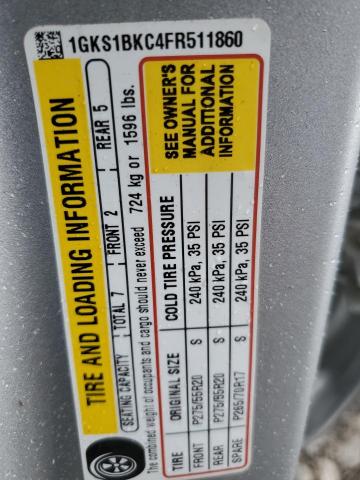 1GKS1BKC4FR511860
TIRE AND LOADING INFORMATION
SEATING CAPACITY TOTAL 7 FRONT 2 REAR 5
The combined weight of occupants and cargo should never exceed 724 kg or 1596 lbs.
TIRE ORIGINAL SIZE COLD TIRE PRESSURE
FRONT P275/55R20 S 240 kPa, 35 PSI
REAR P275/55R20 S 240 kPa, 35 PSI
SPARE P265/70R17 S 240 kPa, 35 PSI
SEE OWNER'S
MANUAL FOR
ADDITIONAL
INFORMATION